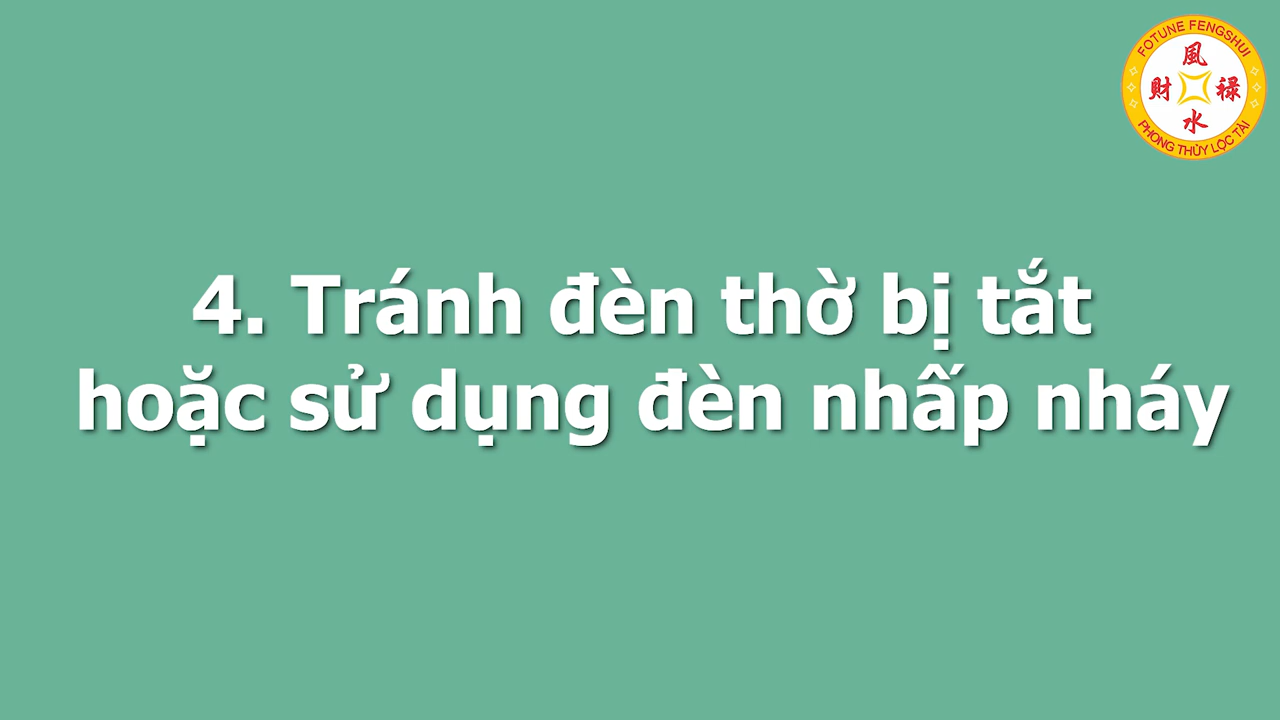 FOTUNE FENGSHUI
風
財 禄
水
PHONG THỦY LỘC TÀI
4. Tránh đèn thờ bị tắt
hoặc sử dụng đèn nhấp nháy